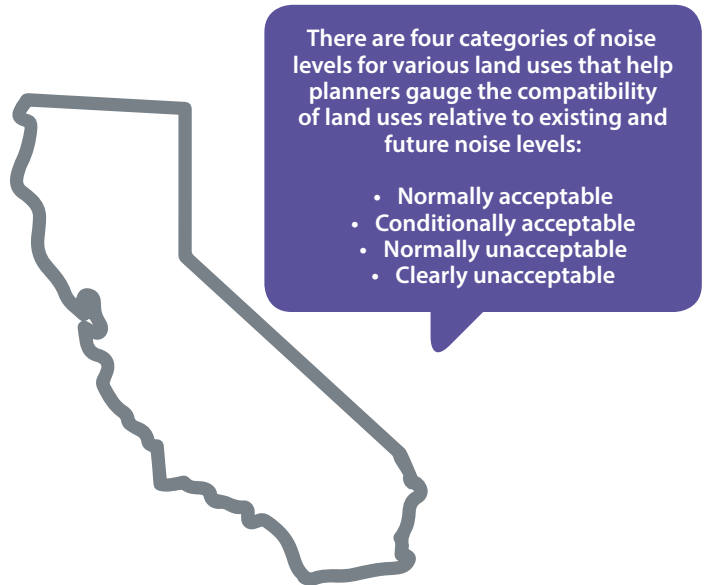 There are four categories of noise
levels for various land uses that help
planners gauge the compatibility
of land uses relative to existing and
future noise levels:
• Normally acceptable
• Conditionally acceptable
• Normally unacceptable
• Clearly unacceptable